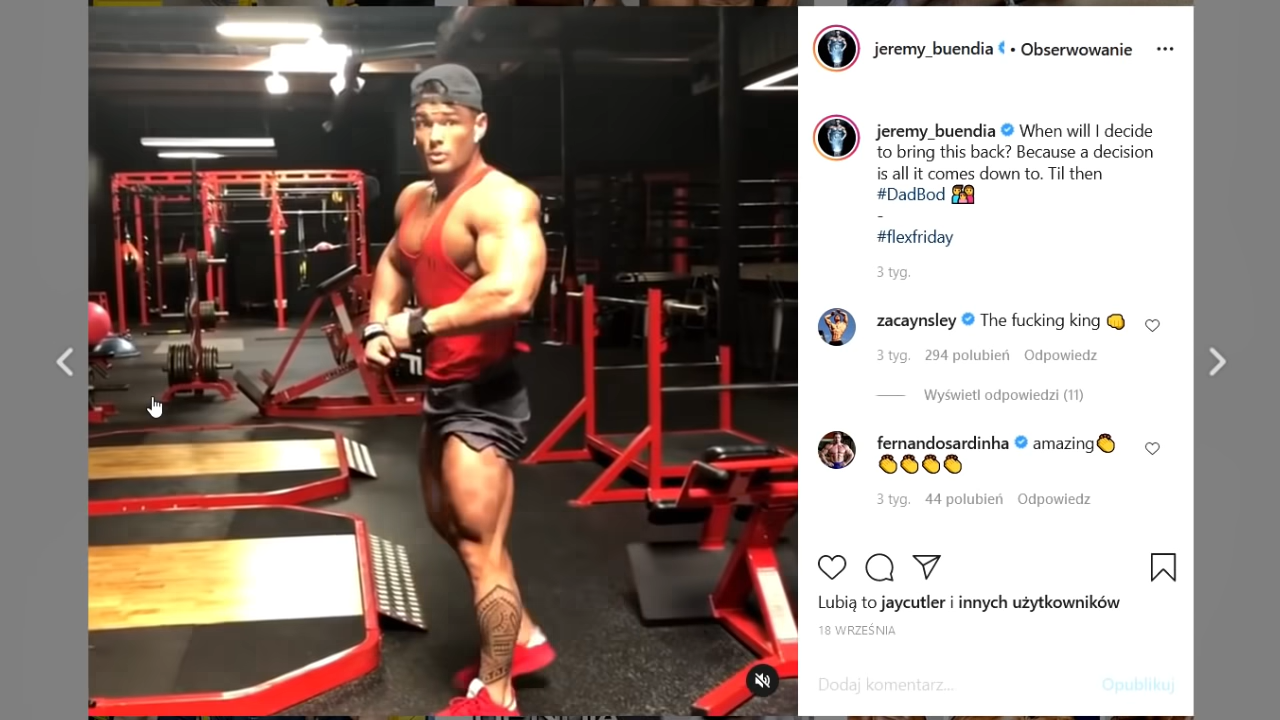 jeremy_buendia • Obserwowanie
jeremy_buendia When will I decide
to bring this back? Because a decision
is all it comes down to. Til then
#DadBod
-
#flexfriday
3 tyg.
zacaynsley The fucking king
3 tyg. 294 polubień Odpowiedz
Wyświetl odpowiedzi (11)
fernandosardinha amazing
3 tyg. 44 polubień Odpowiedz
Lubią to jaycutler i innych użytkowników
18 WRZEŚNIA
Dodaj komentarz... Opublikuj